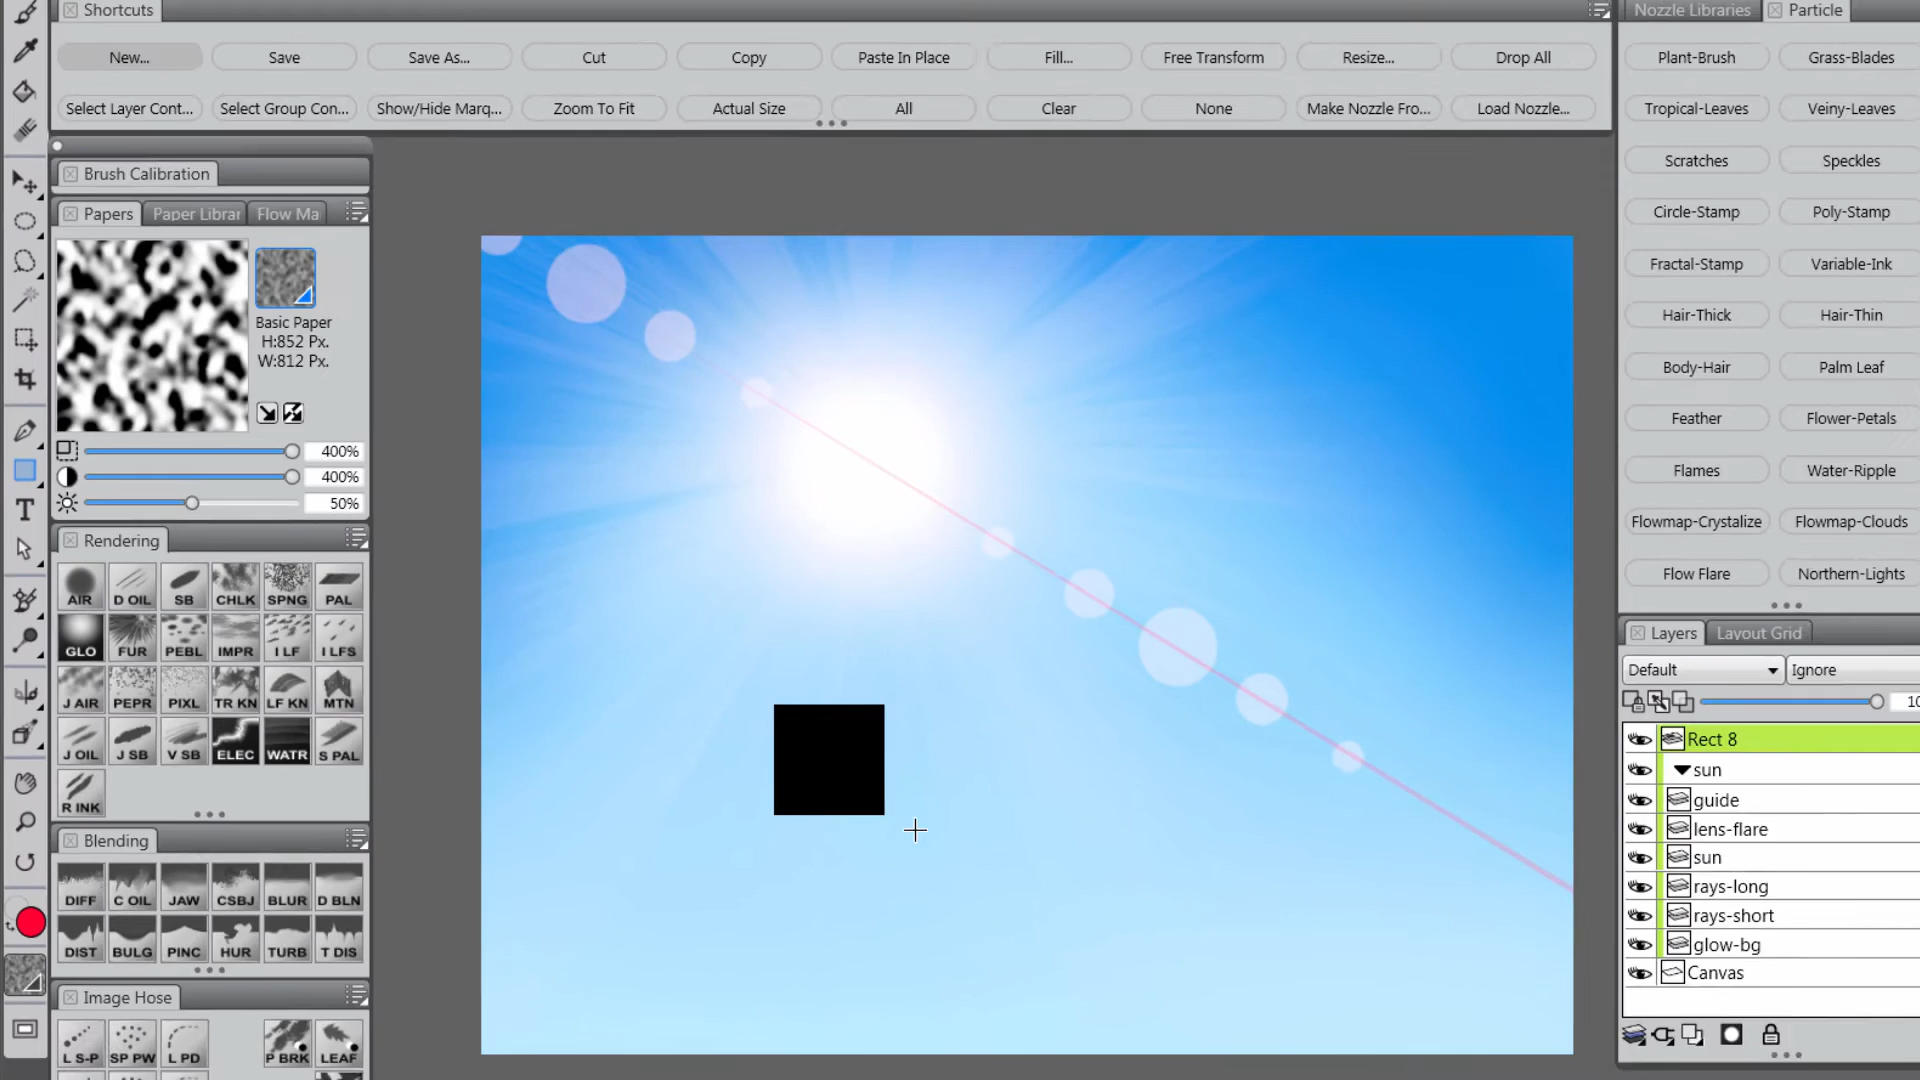 Shortcuts
New... Save Save As... Cut Copy Paste In Place Fill... Free Transform Resize... Drop All
Select Layer Cont... Select Group Con... Show/Hide Marq... Zoom To Fit Actual Size All Clear None Make Nozzle Fro... Load Nozzle...
Brush Calibration
Papers Paper Librar Flow Ma
Basic Paper
H:852 Px.
W:812 Px.
400%
400%
50%
T
Rendering
AIR D OIL SB CHLK SPNG PAL
GLO FUR PEBL IMPR I LF I LFS
J AIR PEPR PIXL TR KN LF KN MTN
J OIL J SB V SB ELEC WATR S PAL
R INK
Blending
DIFF C OIL JAW CSBJ BLUR D BLN
DIST BULG PINC HUR TURB T DIS
Image Hose
L S-P SP PW L PD P BRK LEAF
Nozzle Libraries Particle
Plant-Brush Grass-Blades
Tropical-Leaves Veiny-Leaves
Scratches Speckles
Circle-Stamp Poly-Stamp
Fractal-Stamp Variable-Ink
Hair-Thick Hair-Thin
Body-Hair Palm Leaf
Feather Flower-Petals
Flames Water-Ripple
Flowmap-Crystalize Flowmap-Clouds
Flow Flare Northern-Lights
Layers Layout Grid
Default Ignore
10
Rect 8
sun
guide
lens-flare
sun
rays-long
rays-short
glow-bg
Canvas